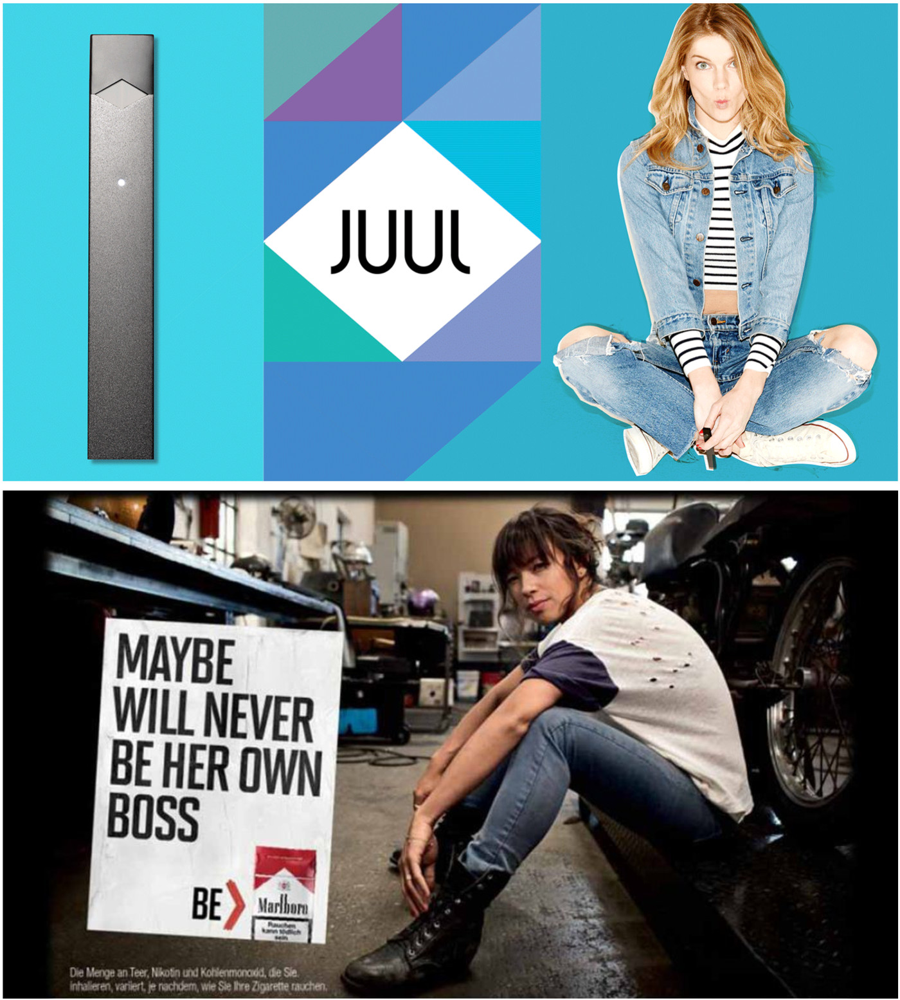 JUUL
MAYBE
WILL NEVER
BE HER OWN
BOSS
BE>
Marlboro
Rauchen
kann tödlich
sein
Die Menge an Teer, Nikotin und Kohlenmonoxid, die Sie.
inhalieren, variiert, je nachdem, wie Sie Ihre Zigarette rauchen.